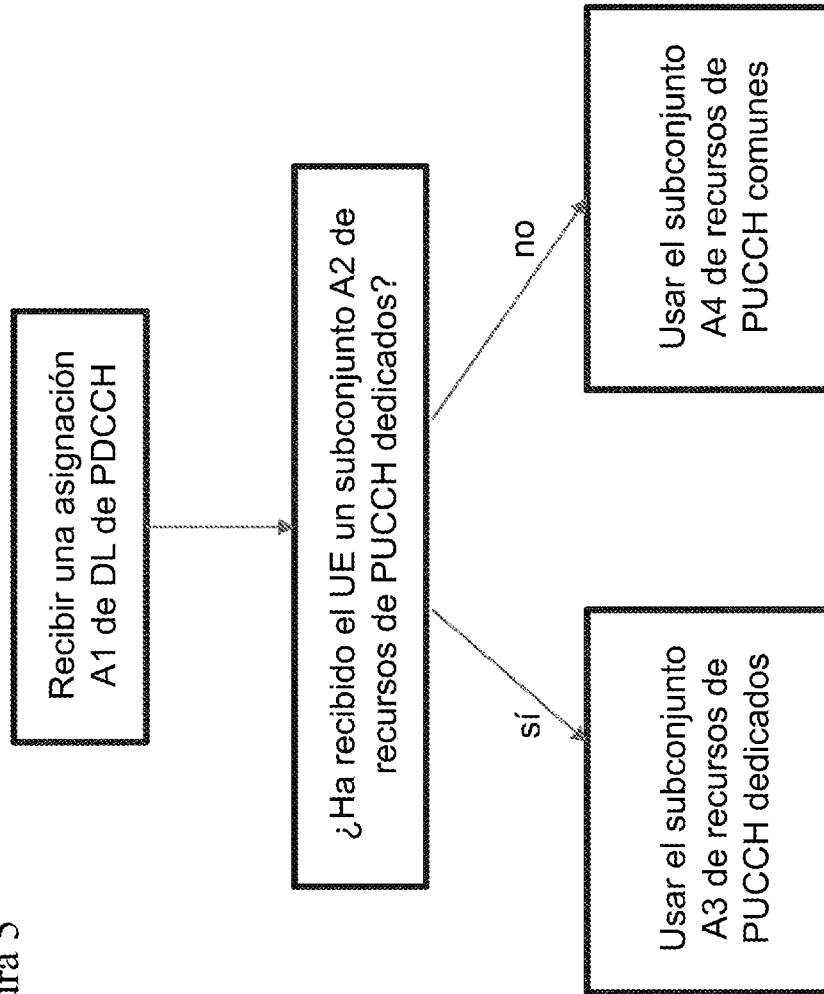 Recibir una asignación
A1 de DL de PDCCH
¿Ha recibido el UE un subconjunto A2 de
recursos de PUCCH dedicados?
sí
no
Usar el subconjunto
A3 de recursos de
PUCCH dedicados
Usar el subconjunto
A4 de recursos de
PUCCH comunes